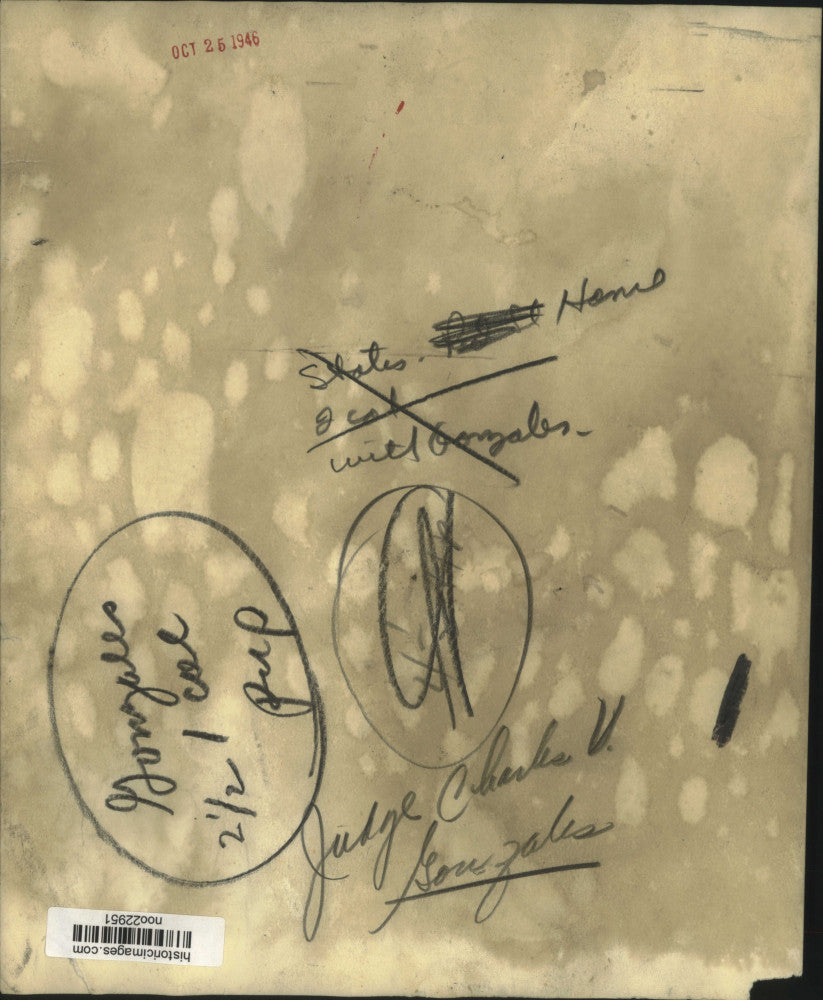 OCT 25 1946
States. Home
2 col
with Gonzales-
Gonzales
2 1/2 1 col
pup
Judge Charles V.
Gonzales
historicimages.com
noo22951